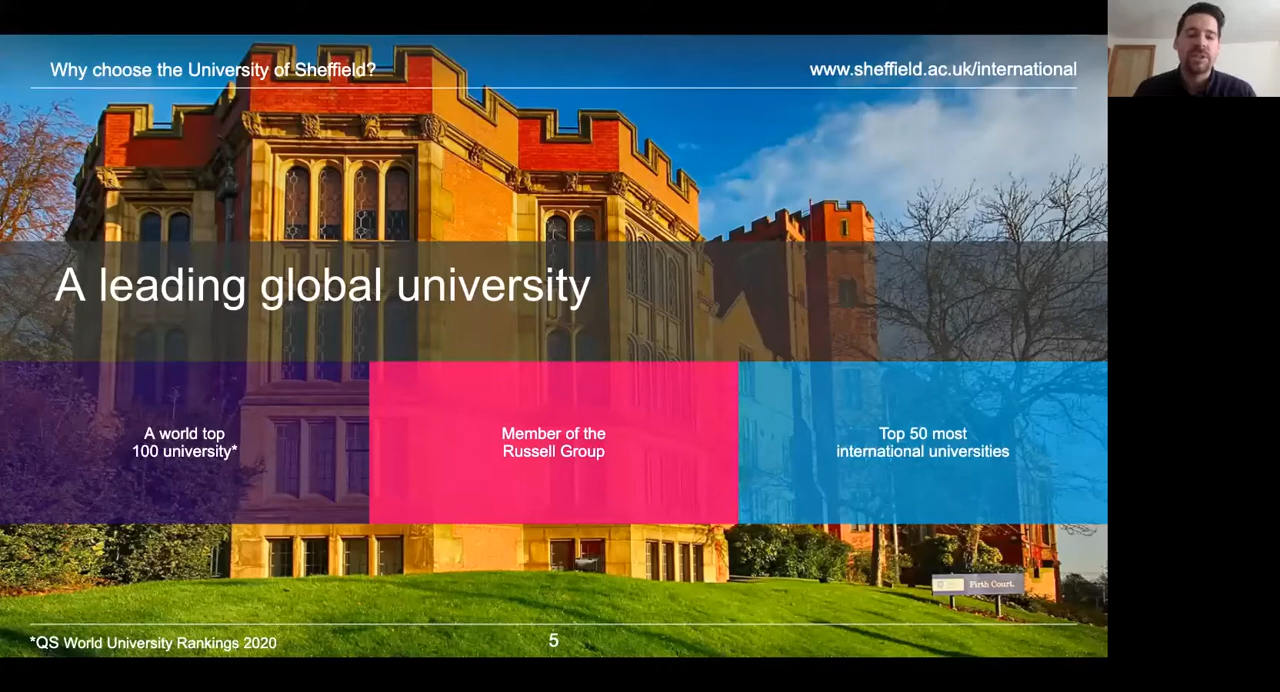 Why choose the University of Sheffield?
www.sheffield.ac.uk/international
A leading global university
A world top
100 university*
Member of the
Russell Group
Top 50 most
international universities
Firth Court.
*QS World University Rankings 2020
5